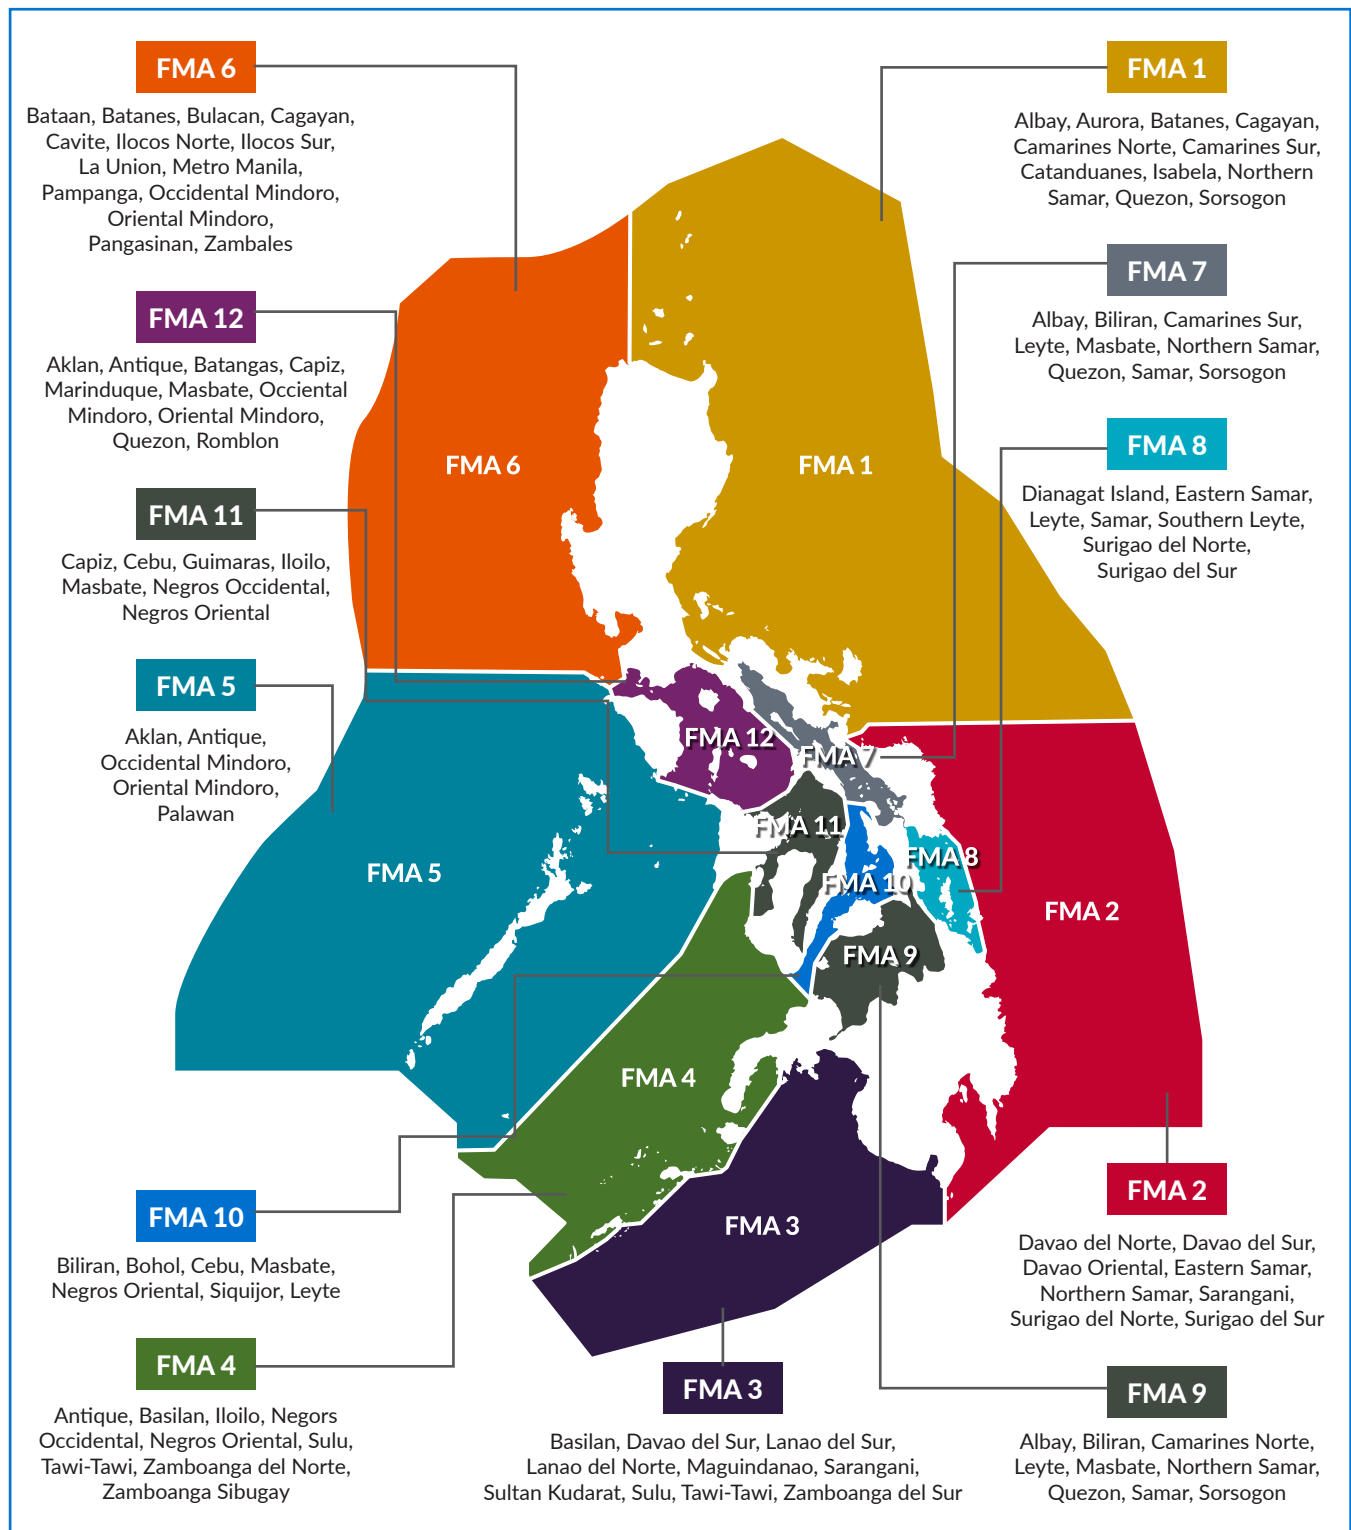 FMA 6
Bataan, Batanes, Bulacan, Cagayan,
Cavite, Ilocos Norte, Ilocos Sur,
La Union, Metro Manila,
Pampanga, Occidental Mindoro,
Oriental Mindoro,
Pangasinan, Zambales
FMA 12
Aklan, Antique, Batangas, Capiz,
Marinduque, Masbate, Occiental
Mindoro, Oriental Mindoro,
Quezon, Romblon
FMA 11
Capiz, Cebu, Guimaras, Iloilo,
Masbate, Negros Occidental,
Negros Oriental
FMA 5
Aklan, Antique,
Occidental Mindoro,
Oriental Mindoro,
Palawan
FMA 10
Biliran, Bohol, Cebu, Masbate,
Negros Oriental, Siquijor, Leyte
FMA 4
Antique, Basilan, Iloilo, Negors
Occidental, Negros Oriental, Sulu,
Tawi-Tawi, Zamboanga del Norte,
Zamboanga Sibugay
FMA 6
FMA 1
FMA 12
FMA 7
FMA 11
FMA 8
FMA 5
FMA 10
FMA 2
FMA 9
FMA 4
FMA 3
FMA 3
Basilan, Davao del Sur, Lanao del Sur,
Lanao del Norte, Maguindanao, Sarangani,
Sultan Kudarat, Sulu, Tawi-Tawi, Zamboanga del Sur
FMA 1
Albay, Aurora, Batanes, Cagayan,
Camarines Norte, Camarines Sur,
Catanduanes, Isabela, Northern
Samar, Quezon, Sorsogon
FMA 7
Albay, Biliran, Camarines Sur,
Leyte, Masbate, Northern Samar,
Quezon, Samar, Sorsogon
FMA 8
Dianagat Island, Eastern Samar,
Leyte, Samar, Southern Leyte,
Surigao del Norte,
Surigao del Sur
FMA 2
Davao del Norte, Davao del Sur,
Davao Oriental, Eastern Samar,
Northern Samar, Sarangani,
Surigao del Norte, Surigao del Sur
FMA 9
Albay, Biliran, Camarines Norte,
Leyte, Masbate, Northern Samar,
Quezon, Samar, Sorsogon